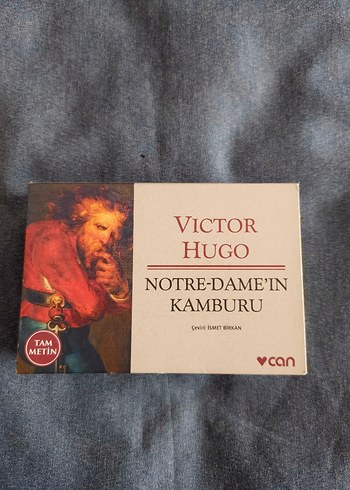 VICTOR
HUGO
NOTRE-DAME'IN
KAMBURU
Çeviri: İSMET BİRKAN
TAM
METİN
can